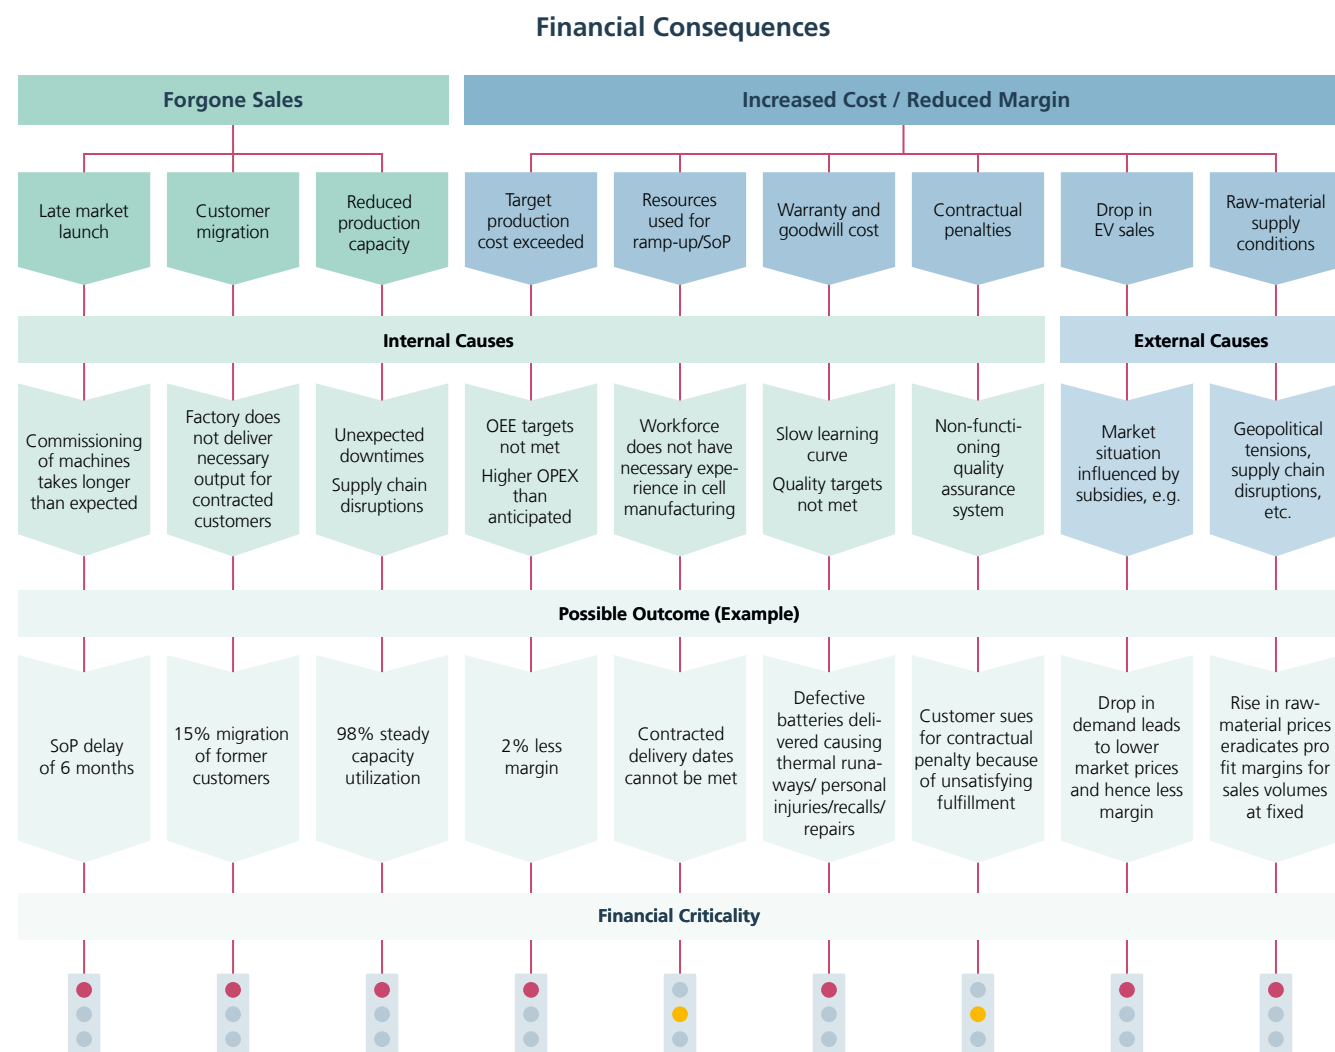 Financial Consequences
Forgone Sales
Increased Cost / Reduced Margin
Late market
launch
Customer
migration
Reduced
production
capacity
Target
production
cost exceeded
Resources
used for
ramp-up/SoP
Warranty and
goodwill cost
Contractual
penalties
Drop in
EV sales
Raw-material
supply
conditions
Internal Causes
External Causes
Commissioning
of machines
takes longer
than expected
Factory does
not deliver
necessary
output for
contracted
customers
Unexpected
downtimes
Supply chain
disruptions
OEE targets
not met
Higher OPEX
than
anticipated
Workforce
does not have
necessary expe-
rience in cell
manufacturing
Slow learning
curve
Quality targets
not met
Non-functi-
oning
quality
assurance
system
Market
situation
influenced by
subsidies, e.g.
Geopolitical
tensions,
supply chain
disruptions,
etc.
Possible Outcome (Example)
SoP delay
of 6 months
15% migration
of former
customers
98% steady
capacity
utilization
2% less
margin
Contracted
delivery dates
cannot be met
Defective
batteries deli-
vered causing
thermal runa-
ways/ personal
injuries/recalls/
repairs
Customer sues
for contractual
penalty because
of unsatisfying
fulfillment
Drop in
demand leads
to lower
market prices
and hence less
margin
Rise in raw-
material prices
eradicates pro
fit margins for
sales volumes
at fixed
Financial Criticality